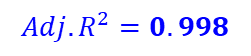 Adj.R² = 0.998